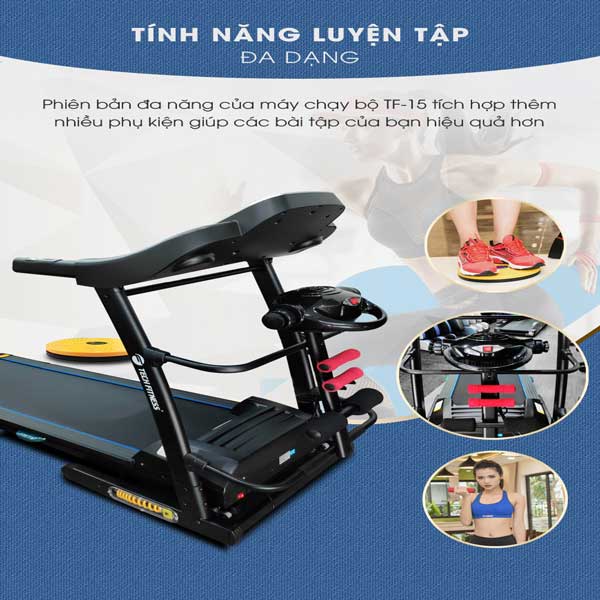 TÍNH NĂNG LUYỆN TẬP
ĐA DẠNG
Phiên bản đa năng của máy chạy bộ TF-15 tích hợp thêm
nhiều phụ kiện giúp các bài tập của bạn hiệu quả hơn
TECH FITNESS